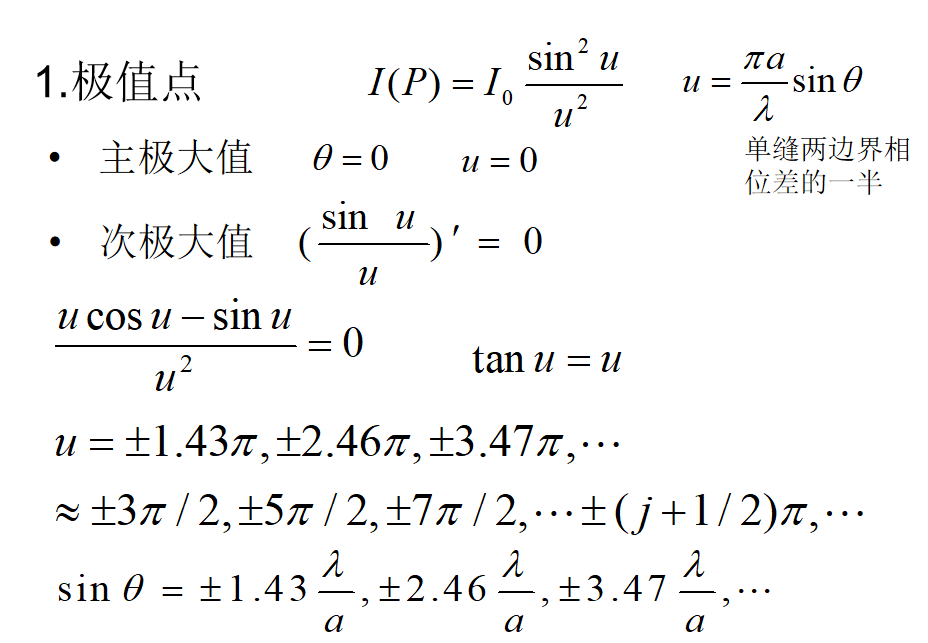 1.极值点 I(P) = I₀ sin² u / u² u = πa/λ sin θ
• 主极大值 θ = 0 u = 0 单缝两边界相
位差的一半
• 次极大值 (sin u / u)′ = 0
(u cos u − sin u) / u² = 0 tan u = u
u = ±1.43π, ±2.46π, ±3.47π, ⋯
≈ ±3π / 2, ±5π / 2, ±7π / 2, ⋯ ± (j + 1 / 2)π, ⋯
sin θ = ±1.43 λ/a, ±2.46 λ/a, ±3.47 λ/a, ⋯